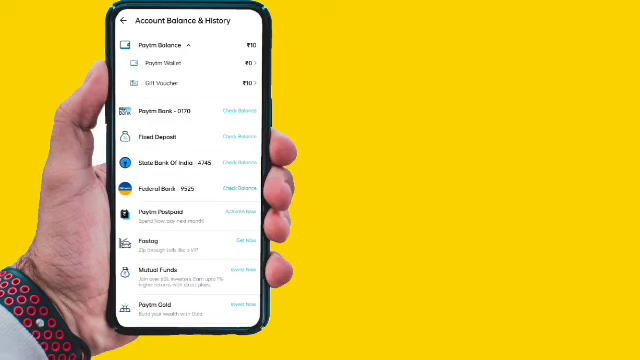 Account Balance & History
Paytm Balance ₹10
Paytm Wallet ₹0
Gift Voucher ₹10
Paytm Bank - 0170 Check Balance
Fixed Deposit Check Balance
State Bank Of India - 4745 Check Balance
Federal Bank - 9525 Check Balance
Paytm Postpaid Activate Now
Spend Now, pay next month!
Fastag Get Now
Zip through tolls like a VIP
Mutual Funds Invest Now
Join over 65L investors. Earn upto 1%
higher returns with direct plans
Paytm Gold Invest Now
Build your wealth with Gold